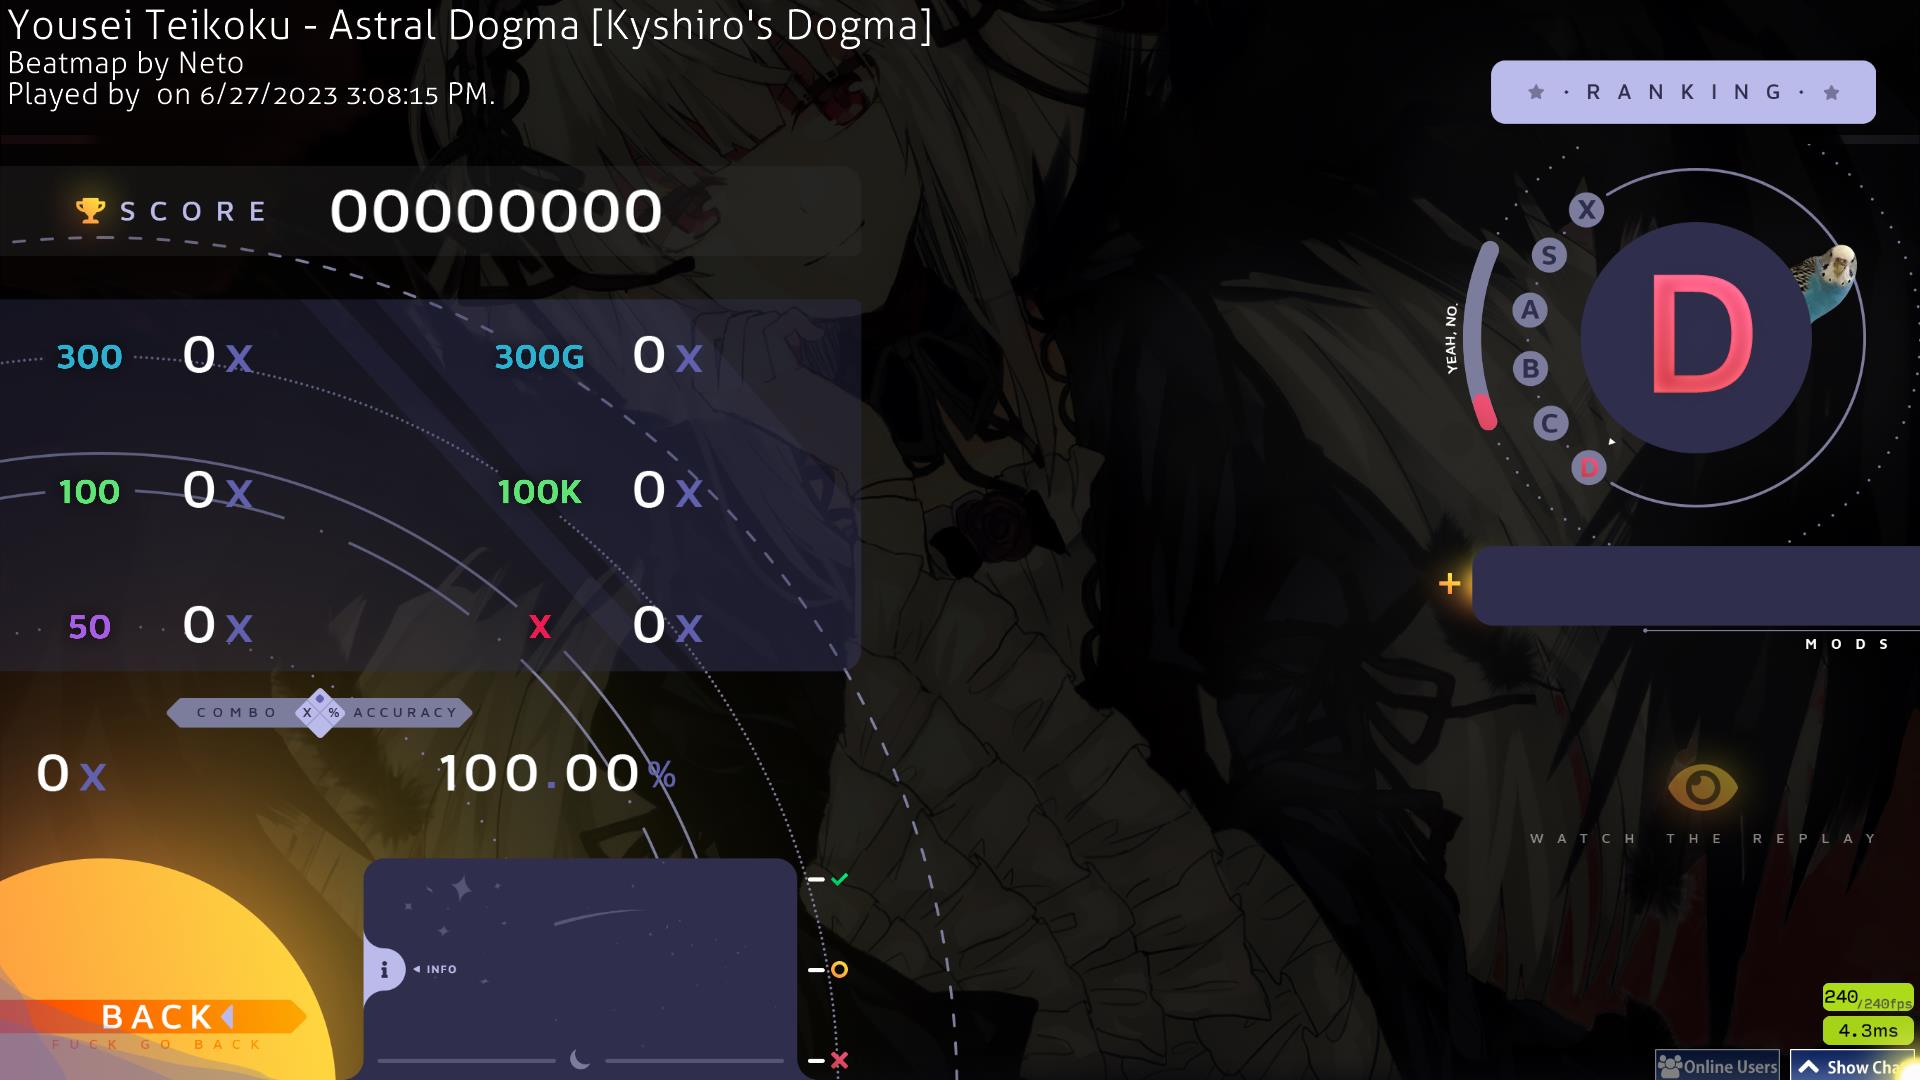 Yousei Teikoku - Astral Dogma [Kyshiro's Dogma]
Beatmap by Neto
Played by  on 6/27/2023 3:08:15 PM.
· RANKING ·
SCORE 00000000
X
S
A
B
C
D
D
YEAH, NO.
300 0x 300G 0x
100 0x 100K 0x
50 0x X 0x
+
MODS
COMBO X % ACCURACY
0x 100.00%
WATCH THE REPLAY
i INFO
BACK
FUCK GO BACK
240/240fps
4.3ms
Online Users
Show Cha